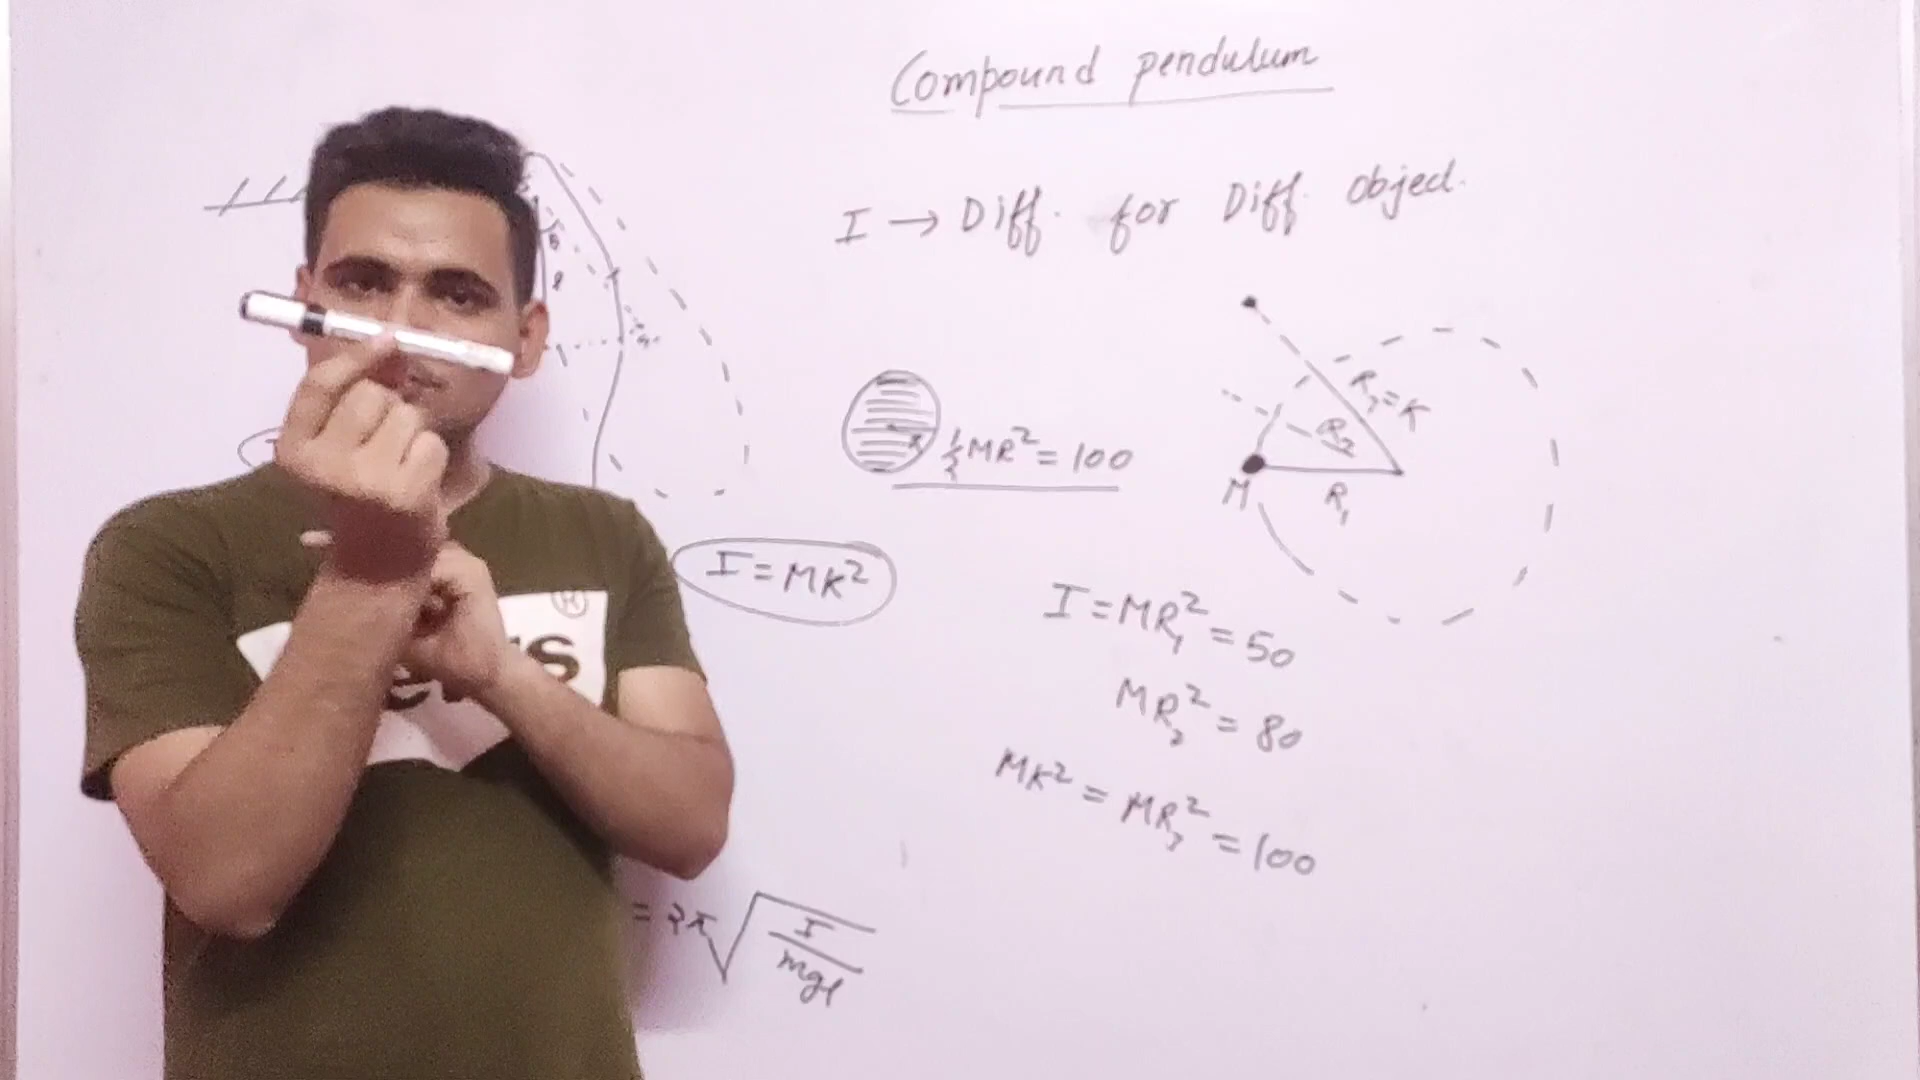 Compound pendulum
I → Diff. for Diff. object.
θ
l
R₃=K
R₂
½MR² = 100
M
R₁
I = MK²
®
I = MR₁² = 50
MR₂² = 80
MK² = MR₃² = 100
= 2π√(I/mgl)